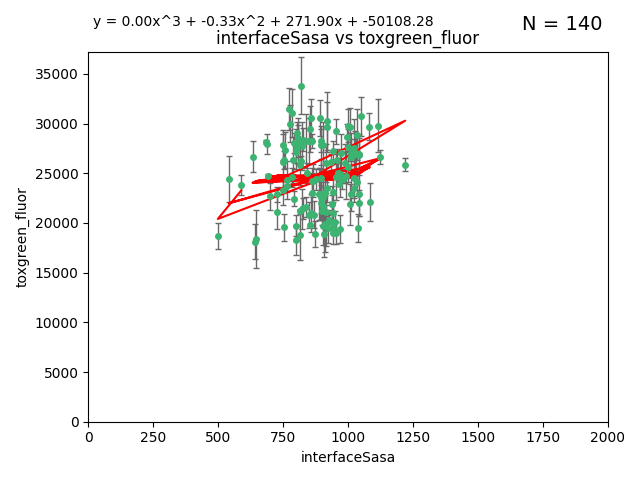 y = 0.00x^3 + -0.33x^2 + 271.90x + -50108.28
N = 140
interfaceSasa vs toxgreen_fluor
35000
30000
25000
20000
15000
10000
5000
0
toxgreen_fluor
0 250 500 750 1000 1250 1500 1750 2000
interfaceSasa